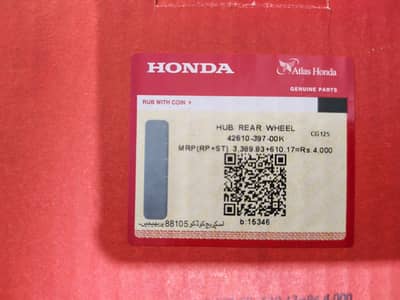 HONDA
Atlas Honda
GENUINE PARTS
RUB WITH COIN
HUB REAR WHEEL
42610-397-00K
CG125
MRP(RP+ST) 3,389.83+610.17=Rs.4,000
b:15346
88105